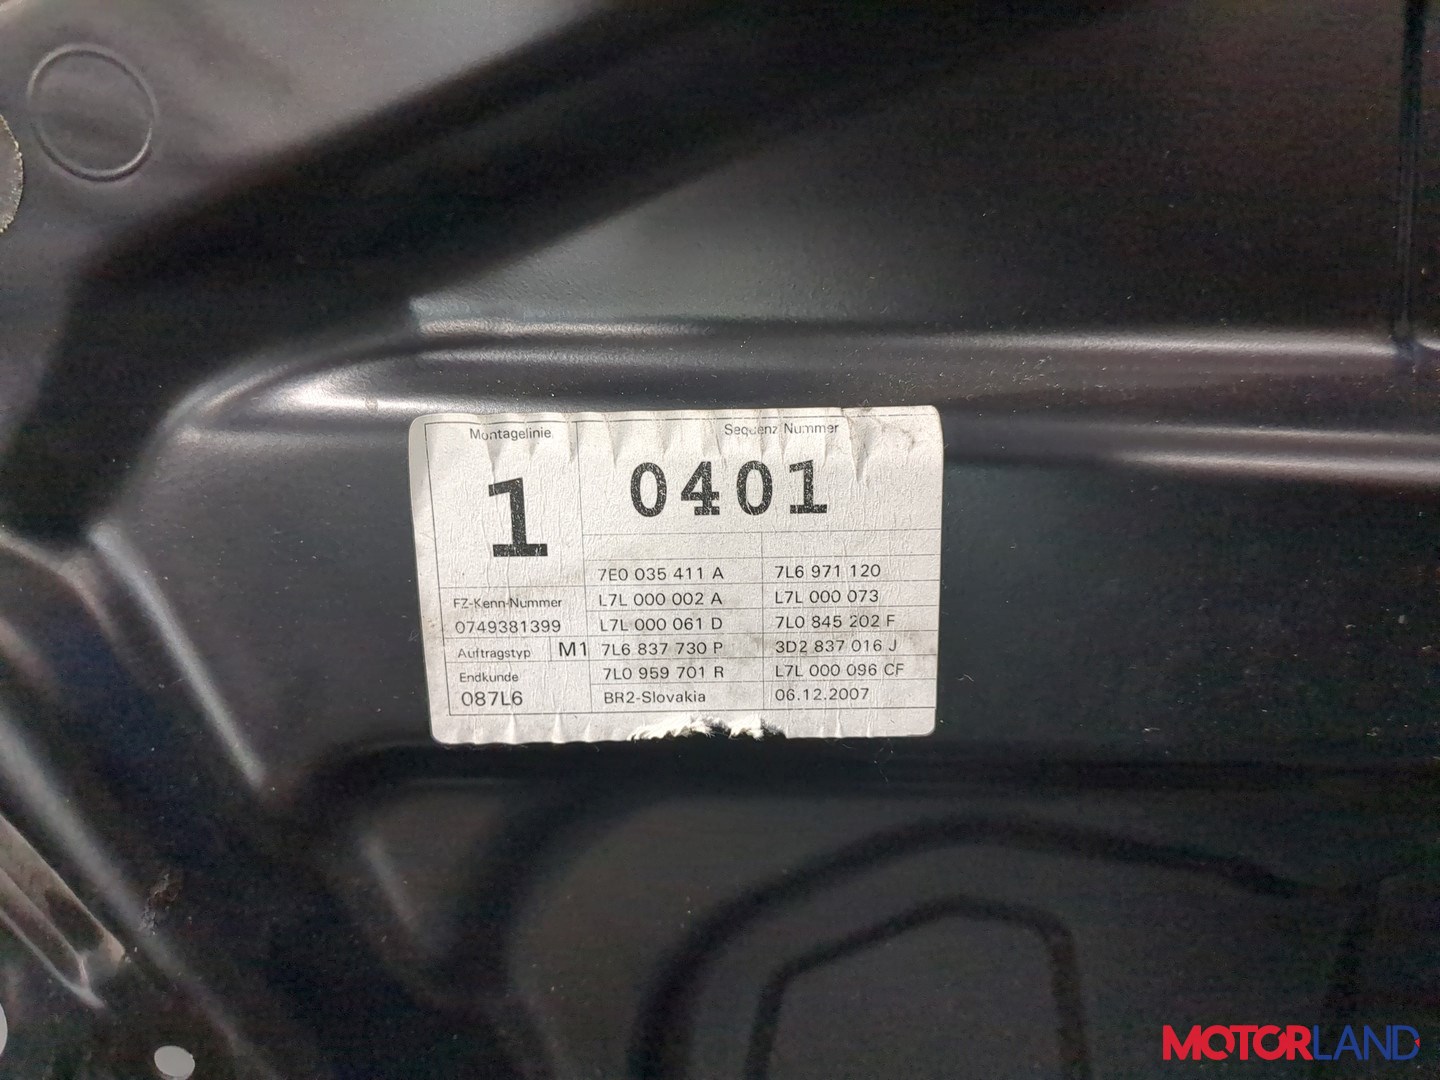 Montagelinie Sequenz Nummer
1 0401
7E0 035 411 A 7L6 971 120
FZ-Kenn-Nummer L7L 000 002 A L7L 000 073
0749381399 L7L 000 061 D 7L0 845 202 F
Auftragstyp M1 7L6 837 730 P 3D2 837 016 J
Endkunde 7L0 959 701 R L7L 000 096 CF
087L6 BR2-Slovakia 06.12.2007
MOTORLAND